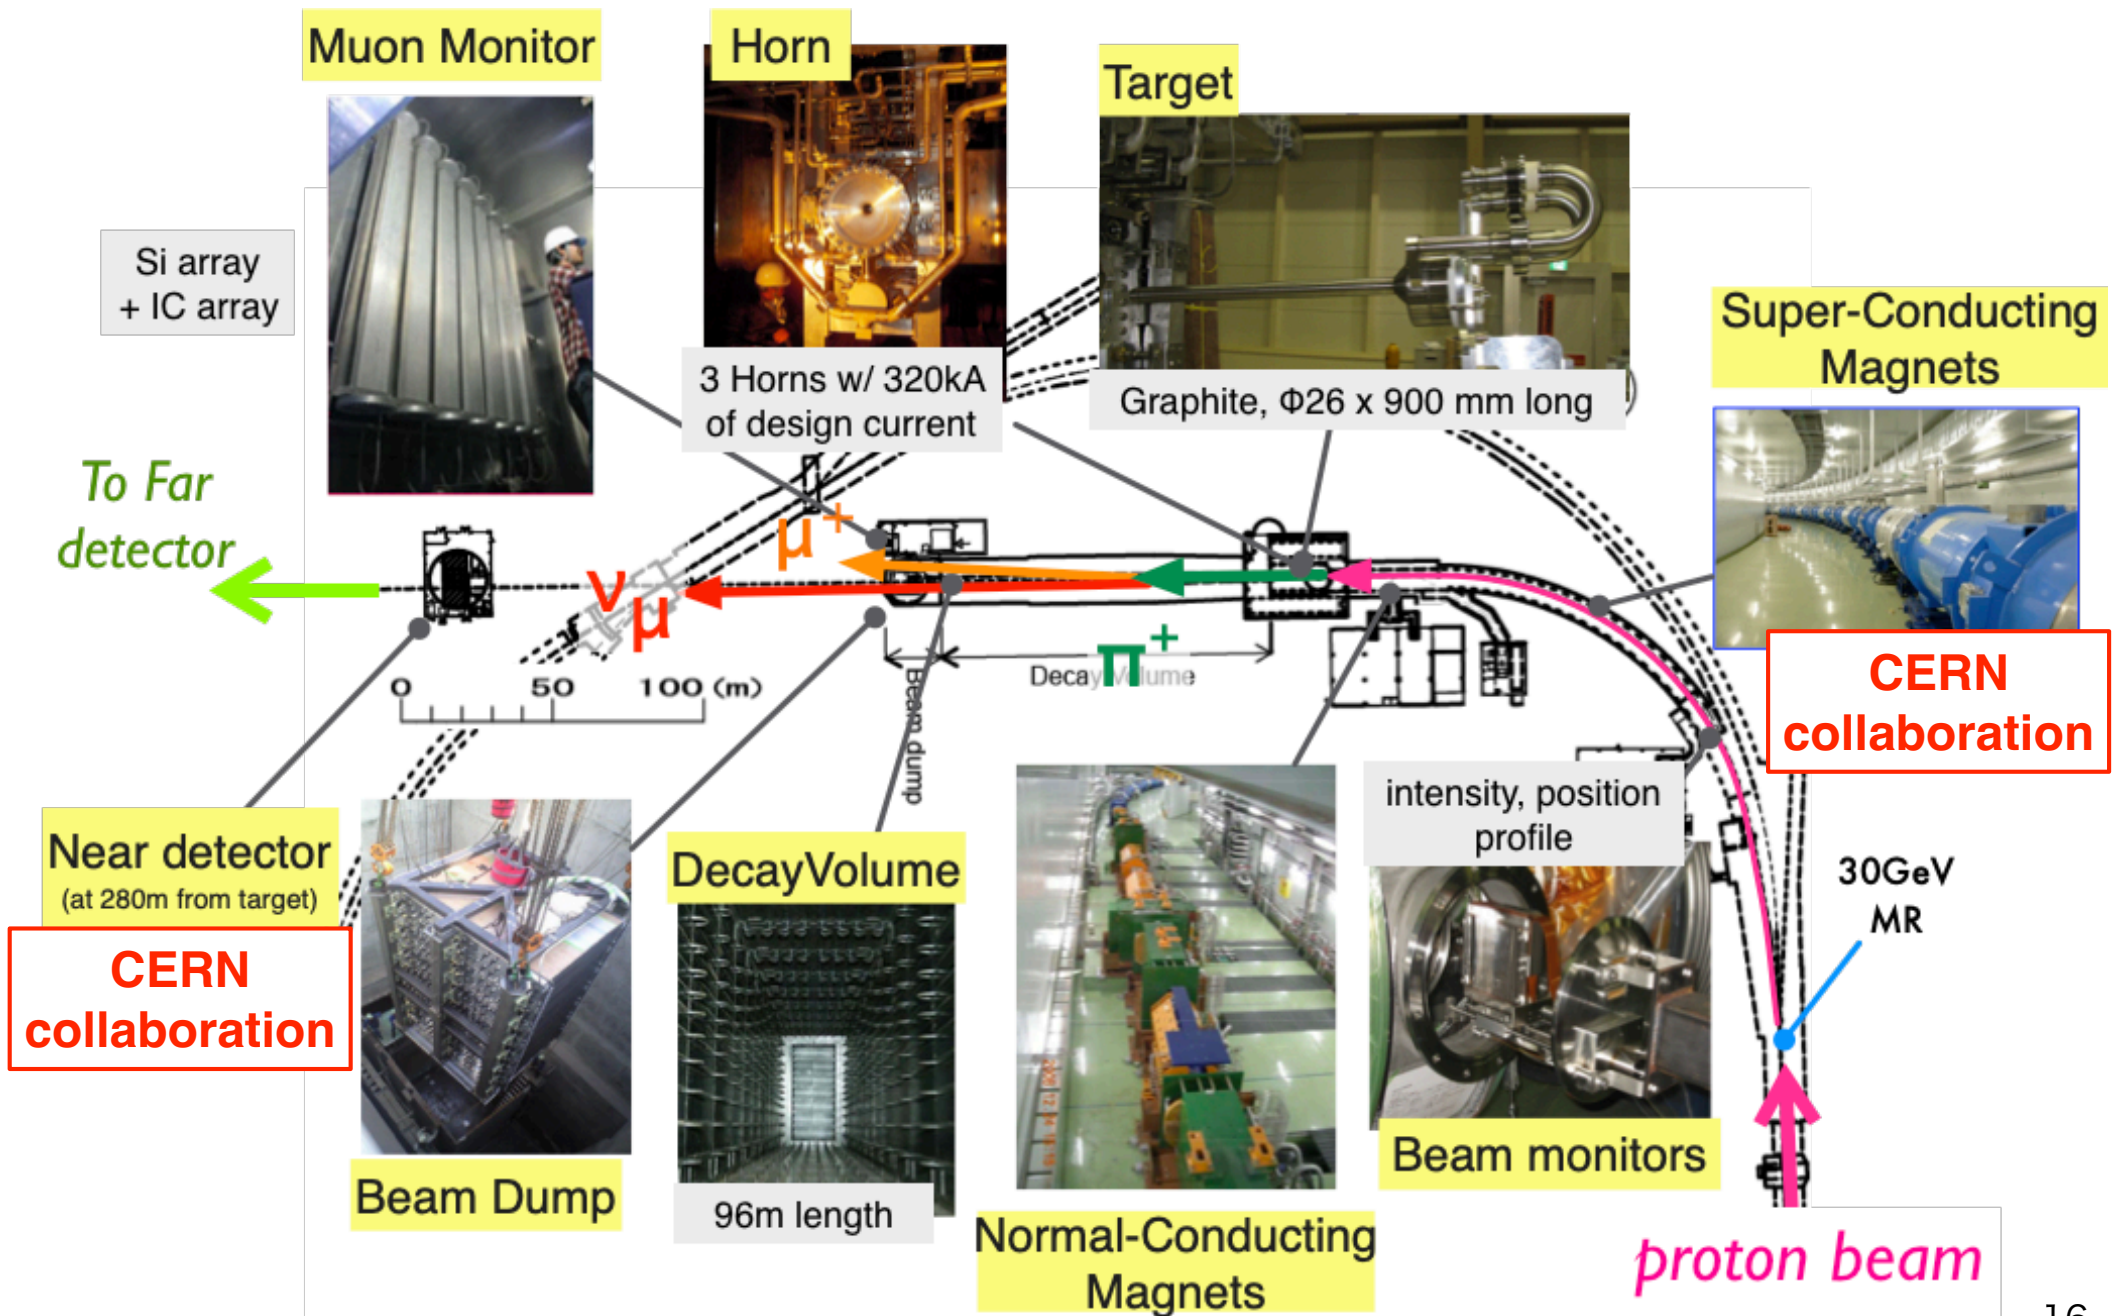 Muon Monitor
Horn
Target
Si array
+ IC array
3 Horns w/ 320kA
of design current
Graphite, Φ26 x 900 mm long
Super-Conducting
Magnets
To Far
detector
μ+
νμ
π+
Decay Volume
Beam dump
0 50 100 (m)
CERN
collaboration
intensity, position
profile
30GeV
MR
Near detector
(at 280m from target)
CERN
collaboration
DecayVolume
Beam Dump
96m length
Normal-Conducting
Magnets
Beam monitors
proton beam